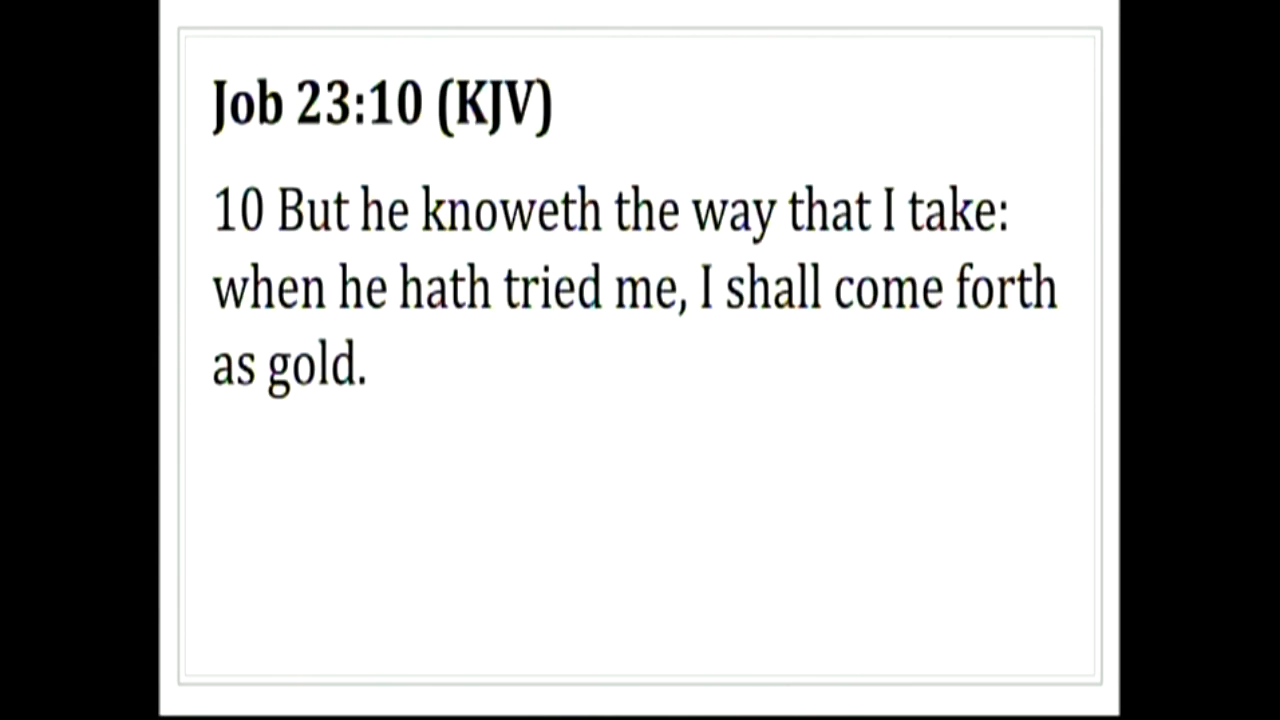 Job 23:10 (KJV)
10 But he knoweth the way that I take:
when he hath tried me, I shall come forth
as gold.